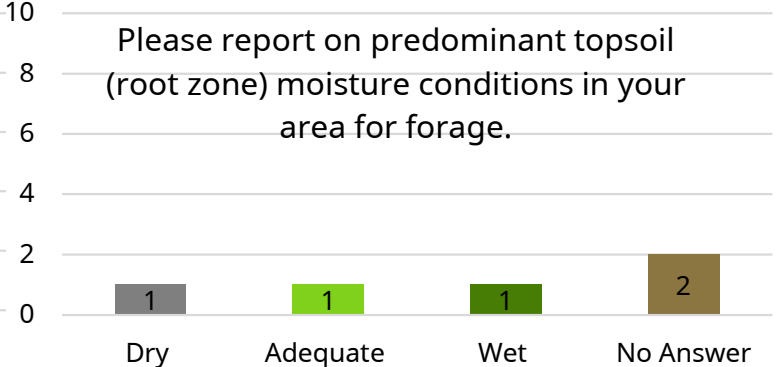 10
Please report on predominant topsoil
8
(root zone) moisture conditions in your
6
area for forage.
4
2
2
0
1
1
1
Dry
Adequate
Wet
No Answer